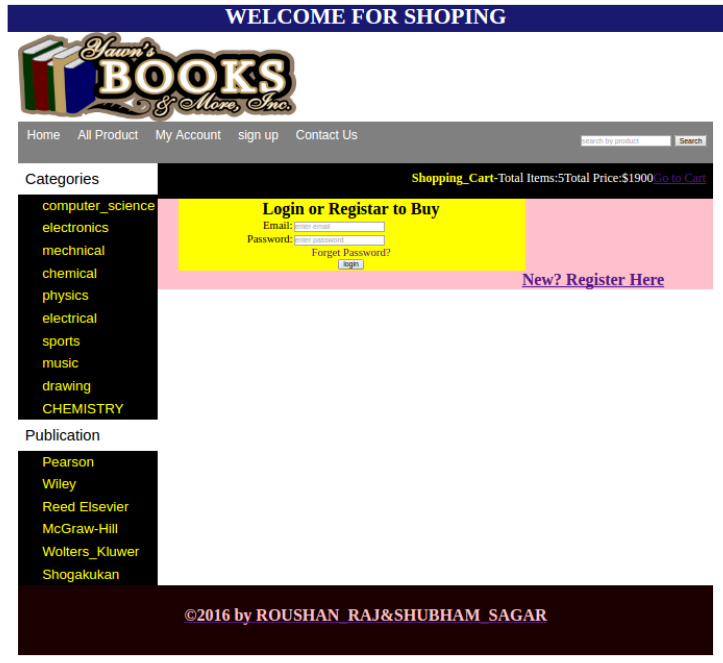 WELCOME FOR SHOPING
Yawn's
BOOKS
& More, Inc.
Home All Product My Account sign up Contact Us
search by product Search
Categories
Shopping_Cart-Total Items:5Total Price:$1900Go to Cart
computer_science
electronics
mechnical
chemical
physics
electrical
sports
music
drawing
CHEMISTRY
Login or Registar to Buy
Email: enter email
Password: enter password
Forget Password?
login
New? Register Here
Publication
Pearson
Wiley
Reed Elsevier
McGraw-Hill
Wolters_Kluwer
Shogakukan
©2016 by ROUSHAN_RAJ&SHUBHAM_SAGAR